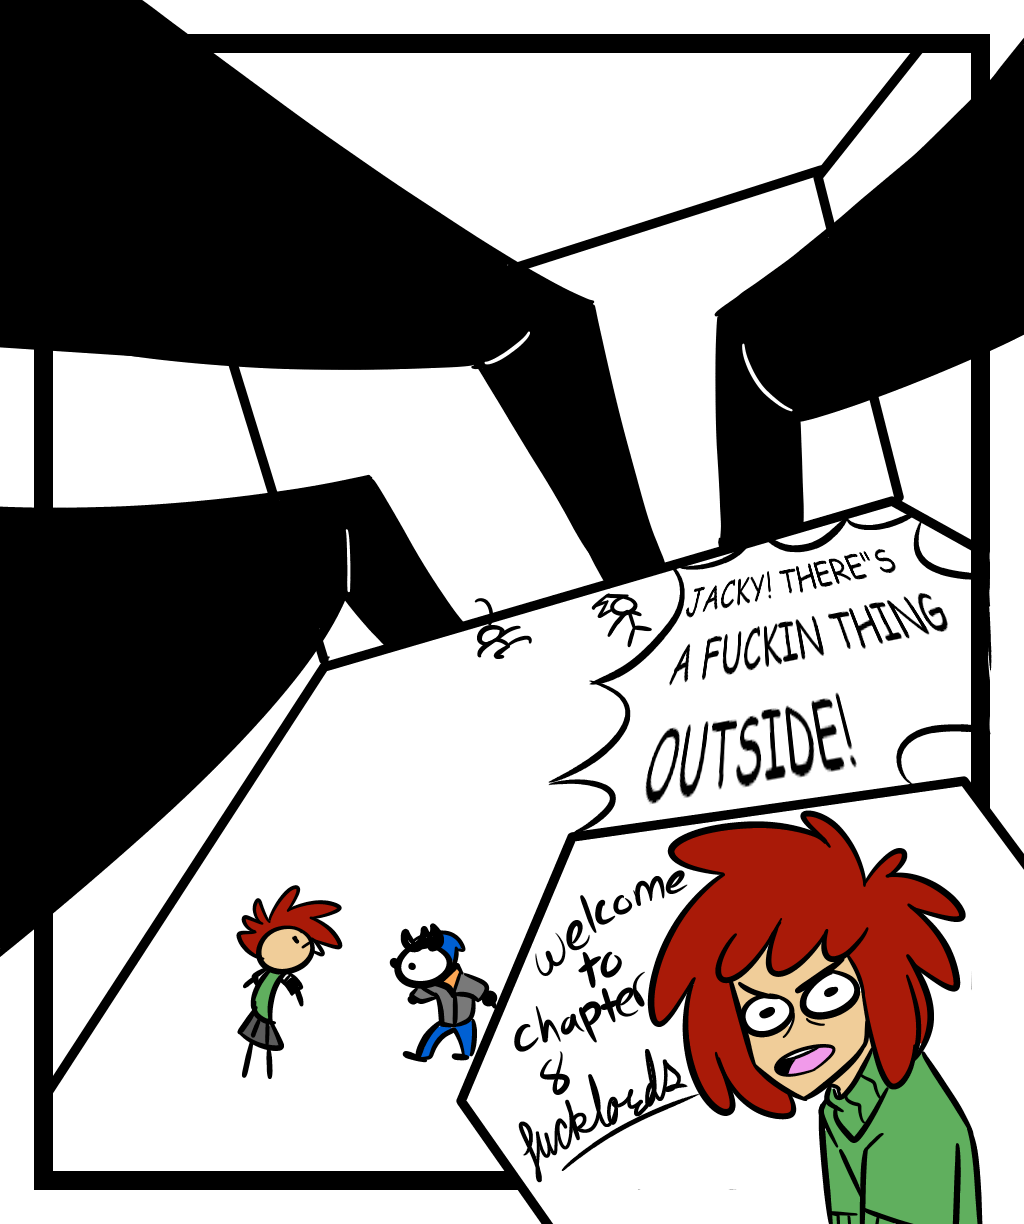 JACKY! THERE"S
A FUCKIN THING
OUTSIDE!
welcome
to
chapter
8
fucklords